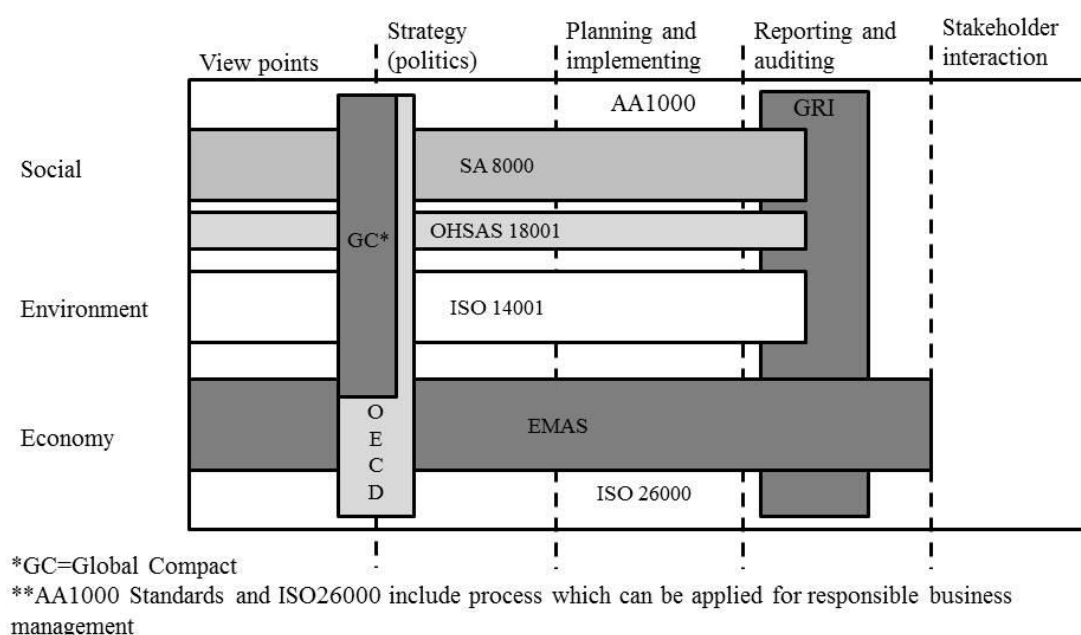 View points
Strategy
(politics)
Planning and
implementing
Reporting and
auditing
Stakeholder
interaction
AA1000
GRI
Social
SA 8000
OHSAS 18001
GC*
Environment
ISO 14001
Economy
O
E
C
D
EMAS
ISO 26000
*GC=Global Compact
**AA1000 Standards and ISO26000 include process which can be applied for responsible business
management